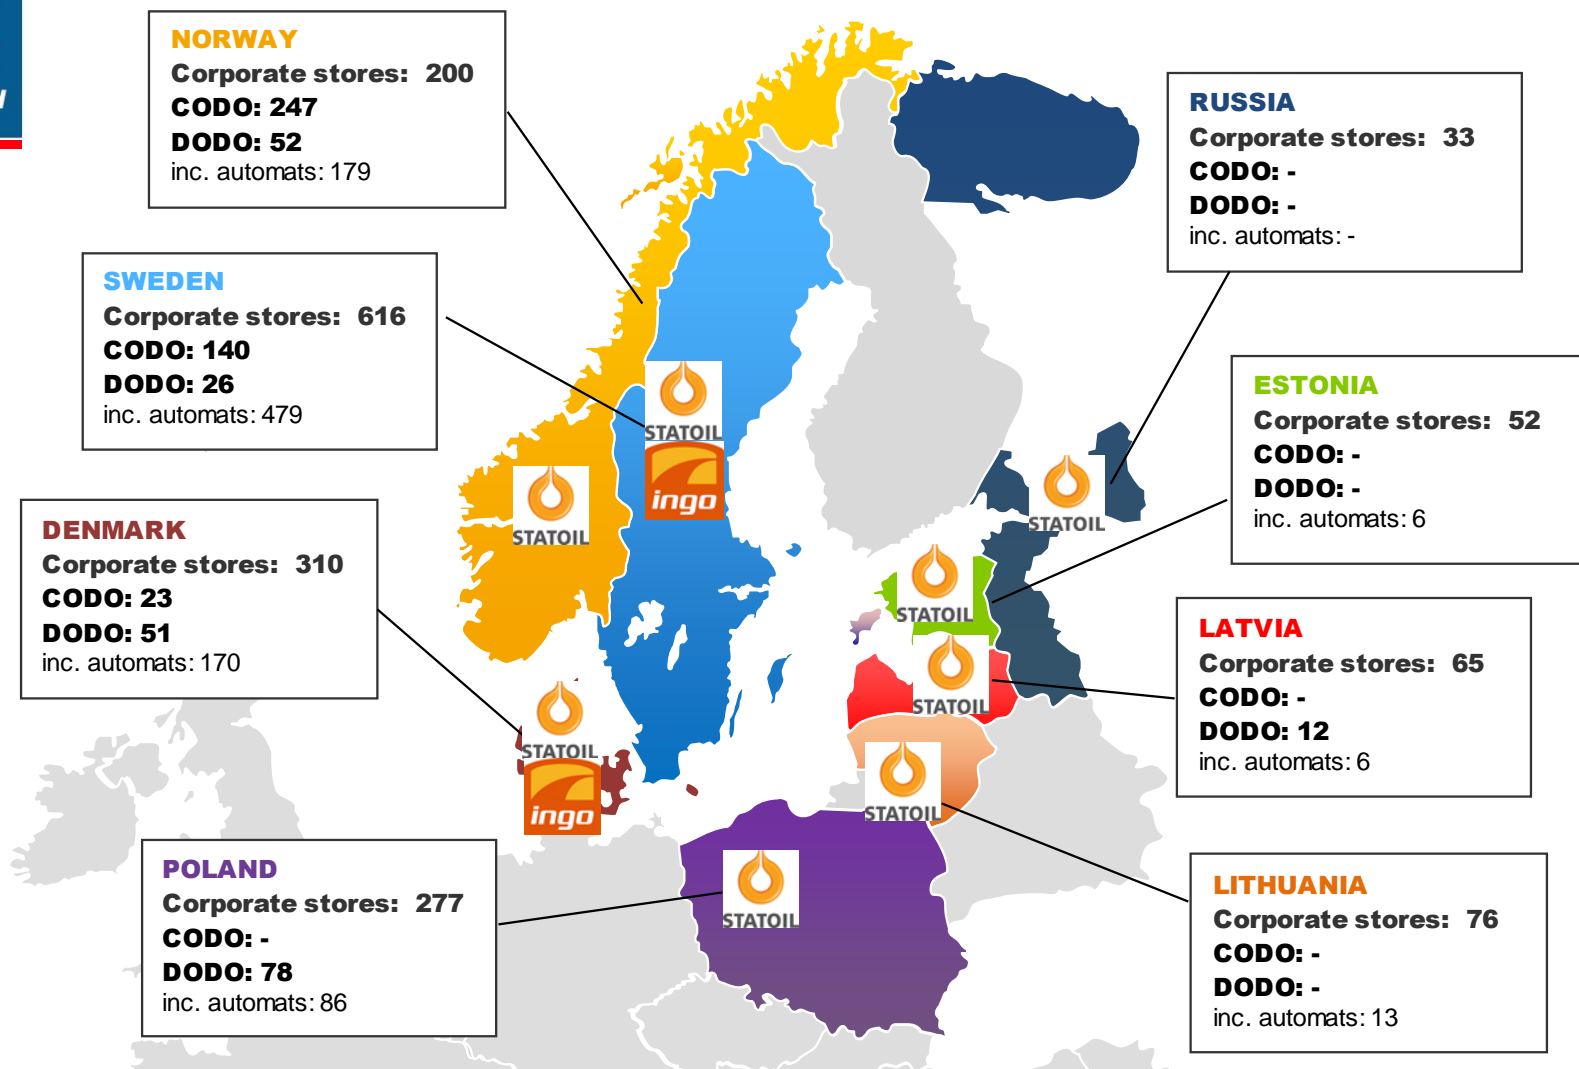 NORWAY
Corporate stores: 200
CODO: 247
DODO: 52
inc. automats: 179
RUSSIA
Corporate stores: 33
CODO: -
DODO: -
inc. automats: -
SWEDEN
Corporate stores: 616
CODO: 140
DODO: 26
inc. automats: 479
ESTONIA
Corporate stores: 52
CODO: -
DODO: -
inc. automats: 6
DENMARK
Corporate stores: 310
CODO: 23
DODO: 51
inc. automats: 170
LATVIA
Corporate stores: 65
CODO: -
DODO: 12
inc. automats: 6
POLAND
Corporate stores: 277
CODO: -
DODO: 78
inc. automats: 86
LITHUANIA
Corporate stores: 76
CODO: -
DODO: -
inc. automats: 13
STATOIL
ingo
STATOIL
STATOIL
STATOIL
STATOIL
STATOIL
ingo
STATOIL
STATOIL